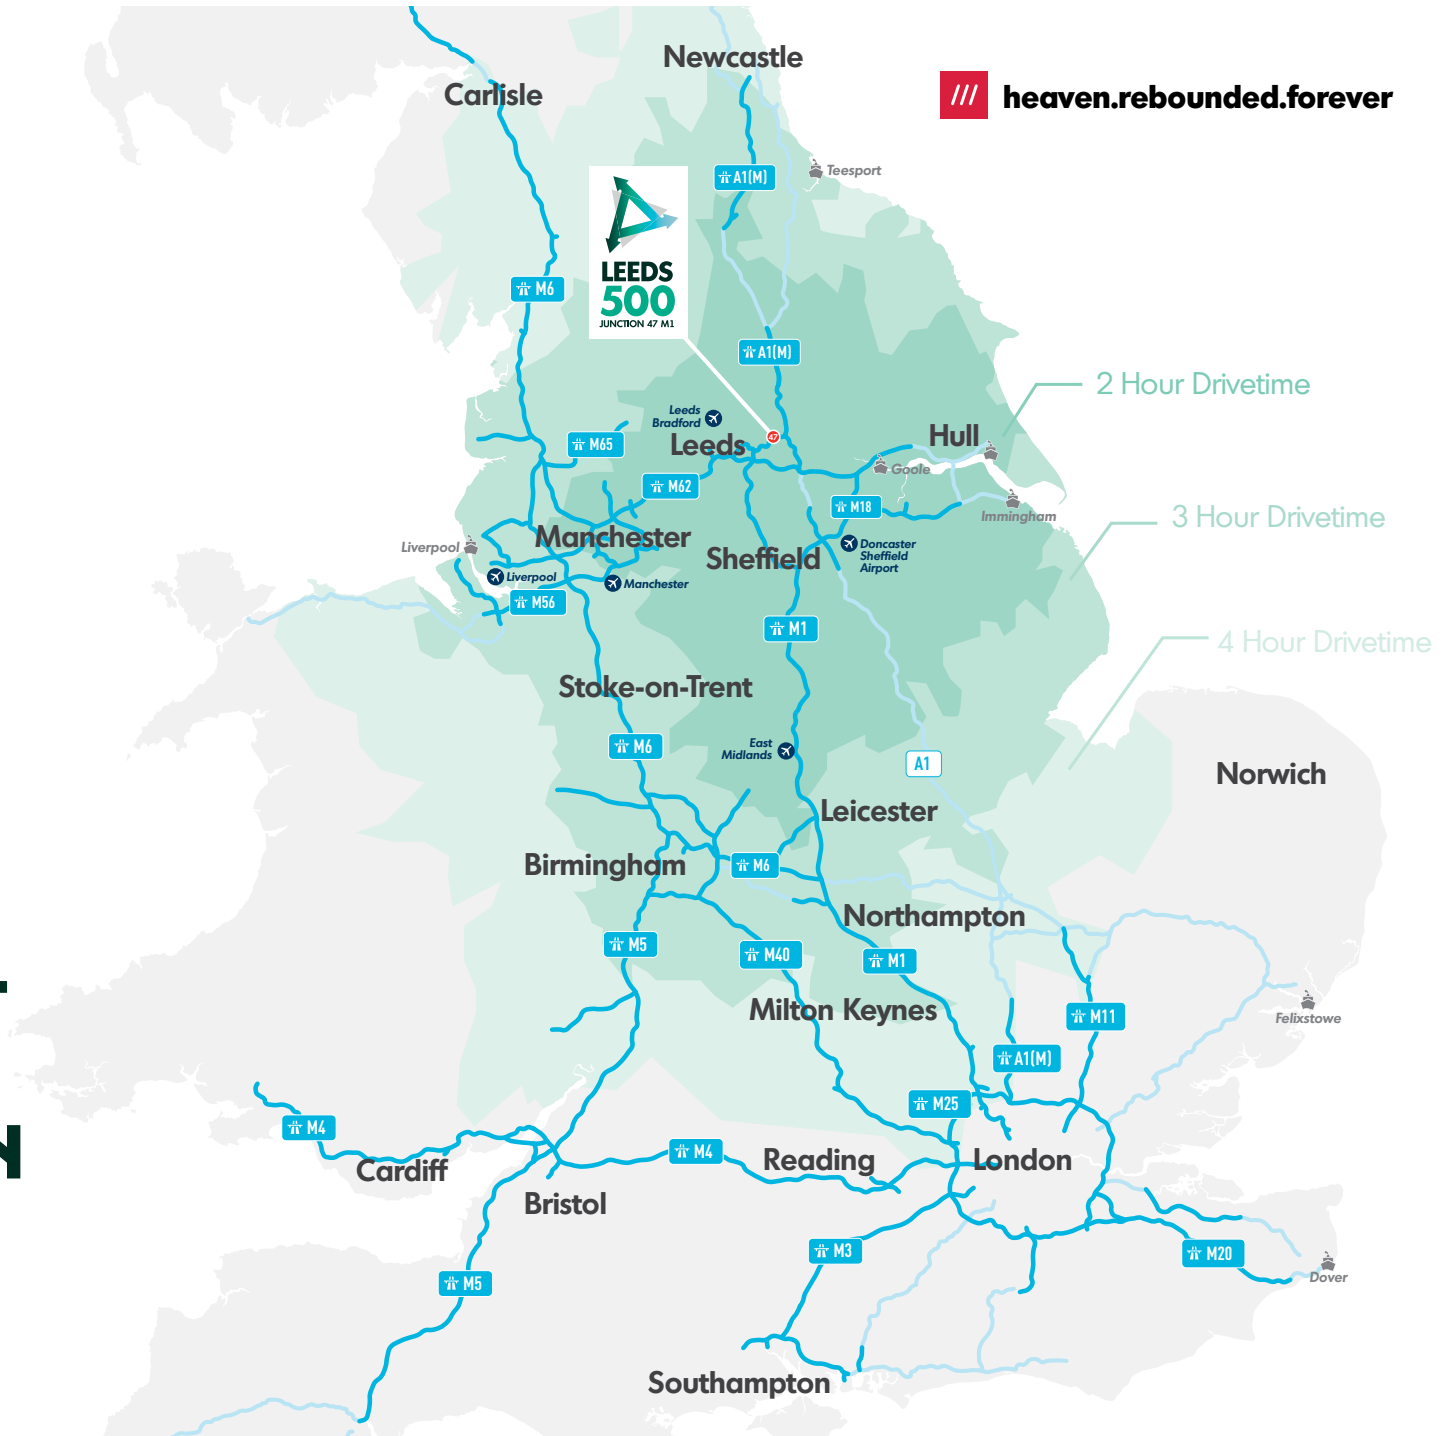 Newcastle
Carlisle
/// heaven.rebounded.forever
Teesport
A1(M)
LEEDS
500
JUNCTION 47 M1
M6
A1(M)
2 Hour Drivetime
Leeds
Bradford
47
Leeds
Hull
M65
Goole
M62
M18
Immingham
3 Hour Drivetime
Manchester
Liverpool
Sheffield
Doncaster
Sheffield
Airport
Liverpool
Manchester
M56
M1
4 Hour Drivetime
Stoke-on-Trent
M6
East
Midlands
A1
Norwich
Leicester
Birmingham
M6
Northampton
M5
M40
M1
Milton Keynes
M11
Felixstowe
A1(M)
M25
M4
M4
Cardiff
Reading
London
Bristol
M3
M20
Dover
M5
Southampton